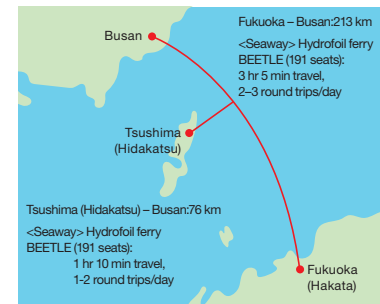 Fukuoka – Busan:213 km
<Seaway> Hydrofoil ferry
BEETLE (191 seats):
3 hr 5 min travel,
2–3 round trips/day
Busan
Tsushima
(Hidakatsu)
Tsushima (Hidakatsu) – Busan:76 km
<Seaway> Hydrofoil ferry
BEETLE (191 seats):
1 hr 10 min travel,
1-2 round trips/day
Fukuoka
(Hakata)